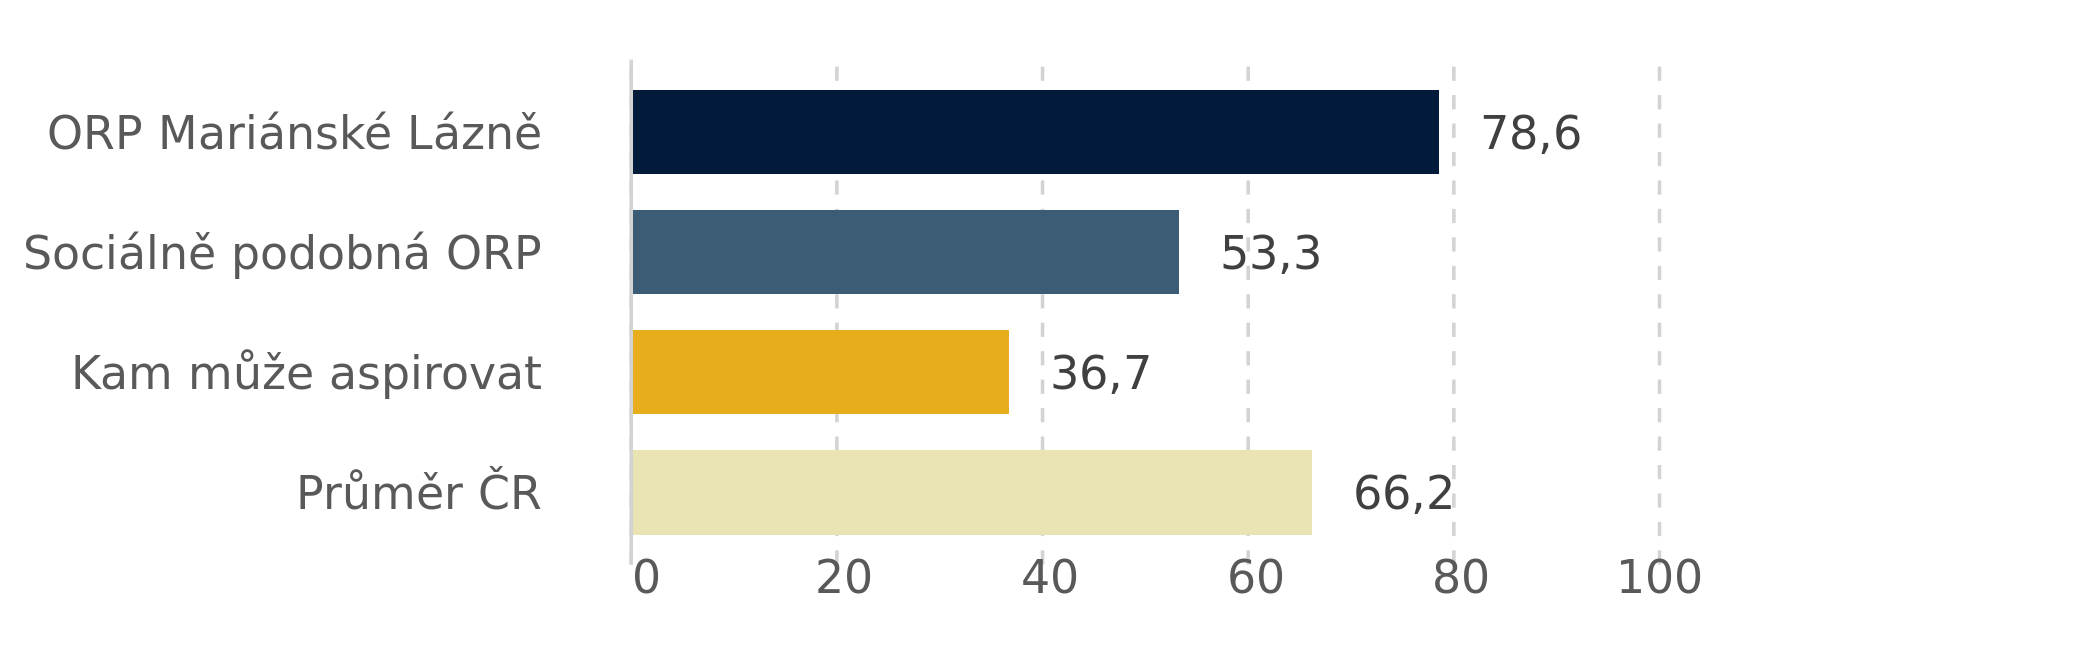 ORP Mariánské Lázně 78,6
Sociálně podobná ORP 53,3
Kam může aspirovat 36,7
Průměr ČR 66,2
0 20 40 60 80 100